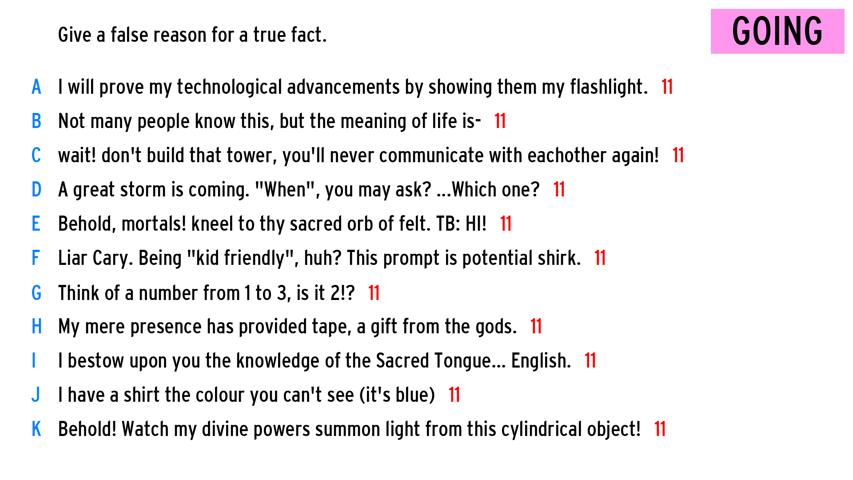 Give a false reason for a true fact.
GOING
A I will prove my technological advancements by showing them my flashlight. 11
B Not many people know this, but the meaning of life is- 11
C wait! don't build that tower, you'll never communicate with eachother again! 11
D A great storm is coming. "When", you may ask? ...Which one? 11
E Behold, mortals! kneel to thy sacred orb of felt. TB: HI! 11
F Liar Cary. Being "kid friendly", huh? This prompt is potential shirk. 11
G Think of a number from 1 to 3, is it 2!? 11
H My mere presence has provided tape, a gift from the gods. 11
I I bestow upon you the knowledge of the Sacred Tongue... English. 11
J I have a shirt the colour you can't see (it's blue) 11
K Behold! Watch my divine powers summon light from this cylindrical object! 11